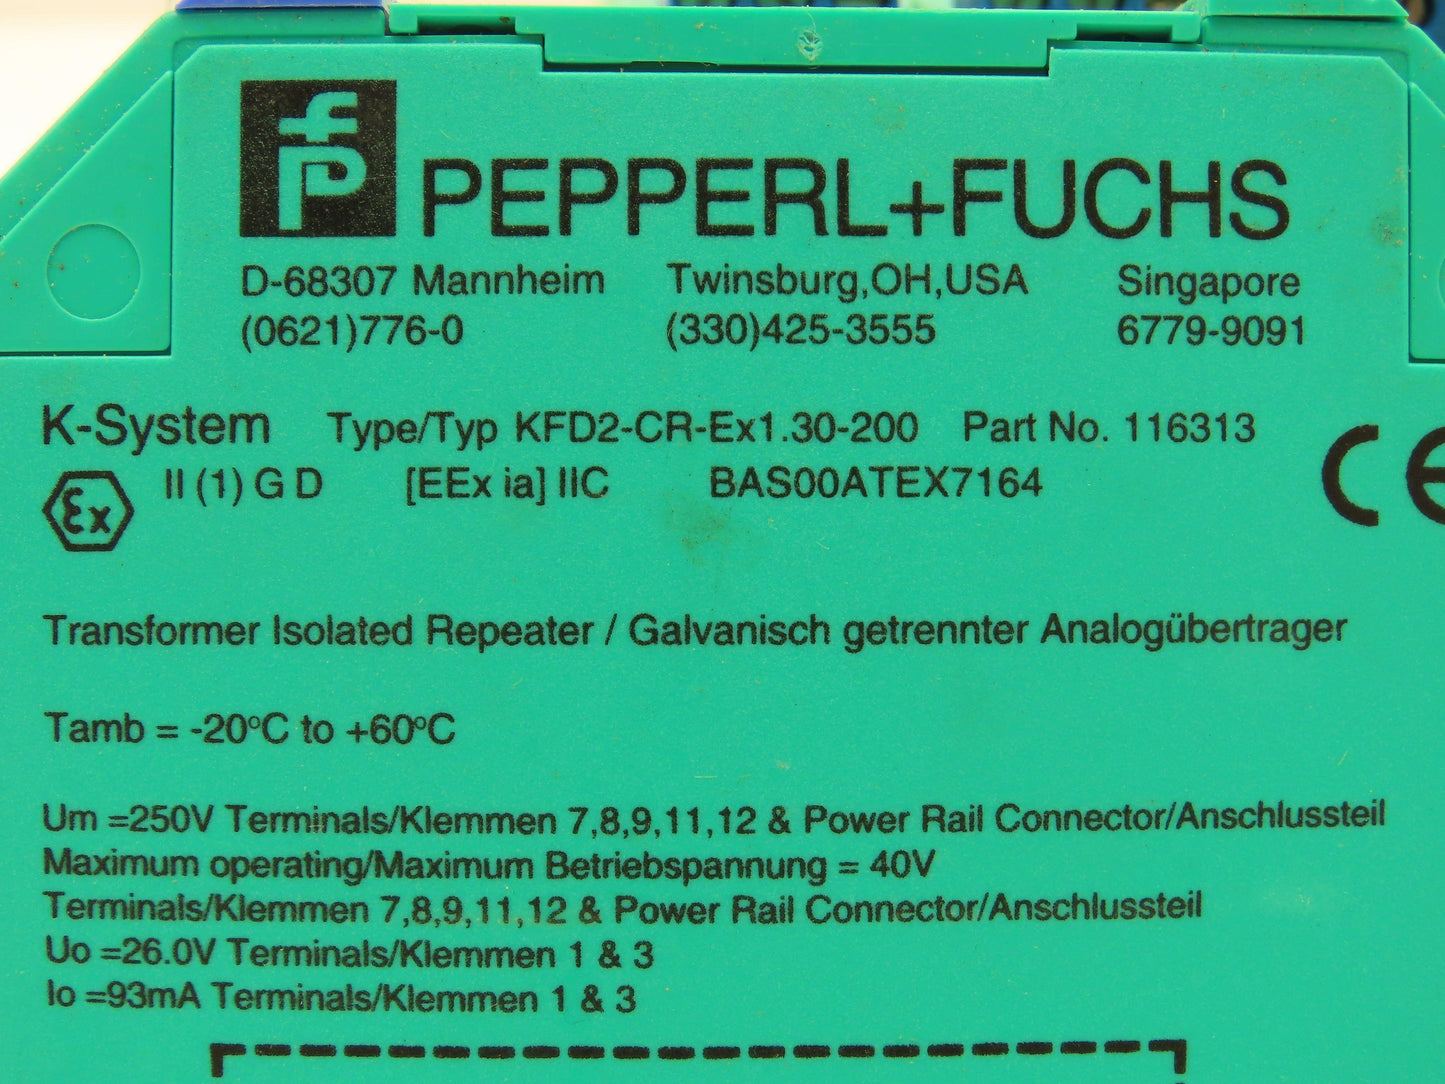 fp PEPPERL+FUCHS
D-68307 Mannheim Twinsburg,OH,USA Singapore
(0621)776-0 (330)425-3555 6779-9091
K-System Type/Typ KFD2-CR-Ex1.30-200 Part No. 116313
Ex II (1) G D [EEx ia] IIC BAS00ATEX7164 CE
Transformer Isolated Repeater / Galvanisch getrennter Analogübertrager
Tamb = -20°C to +60°C
Um =250V Terminals/Klemmen 7,8,9,11,12 & Power Rail Connector/Anschlussteil
Maximum operating/Maximum Betriebspannung = 40V
Terminals/Klemmen 7,8,9,11,12 & Power Rail Connector/Anschlussteil
Uo =26.0V Terminals/Klemmen 1 & 3
Io =93mA Terminals/Klemmen 1 & 3